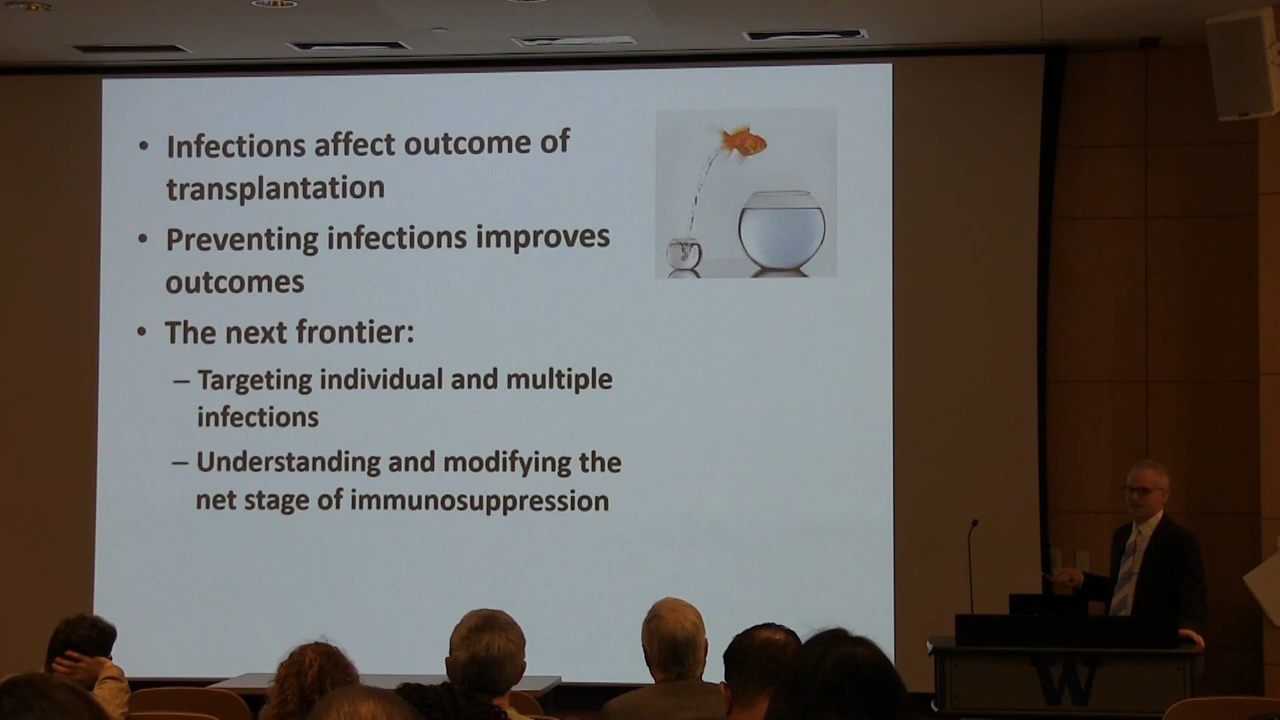 • Infections affect outcome of
transplantation
• Preventing infections improves
outcomes
• The next frontier:
– Targeting individual and multiple
infections
– Understanding and modifying the
net stage of immunosuppression
W